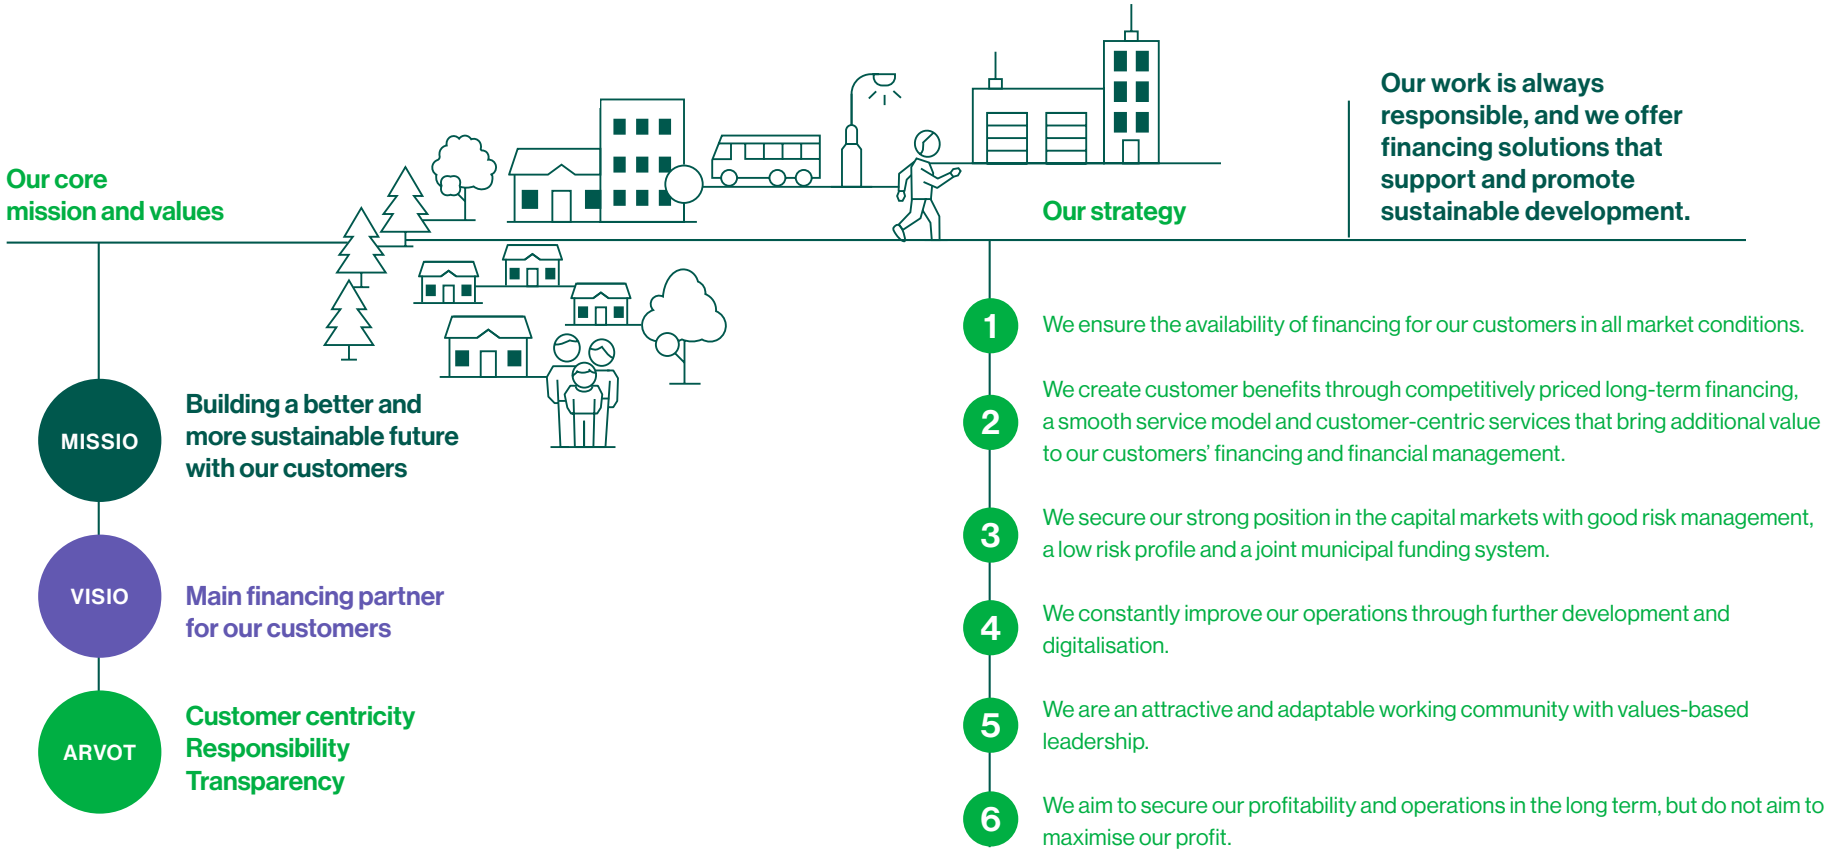 Our core
mission and values
MISSIO
Building a better and
more sustainable future
with our customers
VISIO
Main financing partner
for our customers
ARVOT
Customer centricity
Responsibility
Transparency
Our strategy
Our work is always
responsible, and we offer
financing solutions that
support and promote
sustainable development.
1
We ensure the availability of financing for our customers in all market conditions.
2
We create customer benefits through competitively priced long-term financing,
a smooth service model and customer-centric services that bring additional value
to our customers’ financing and financial management.
3
We secure our strong position in the capital markets with good risk management,
a low risk profile and a joint municipal funding system.
4
We constantly improve our operations through further development and
digitalisation.
5
We are an attractive and adaptable working community with values-based
leadership.
6
We aim to secure our profitability and operations in the long term, but do not aim to
maximise our profit.